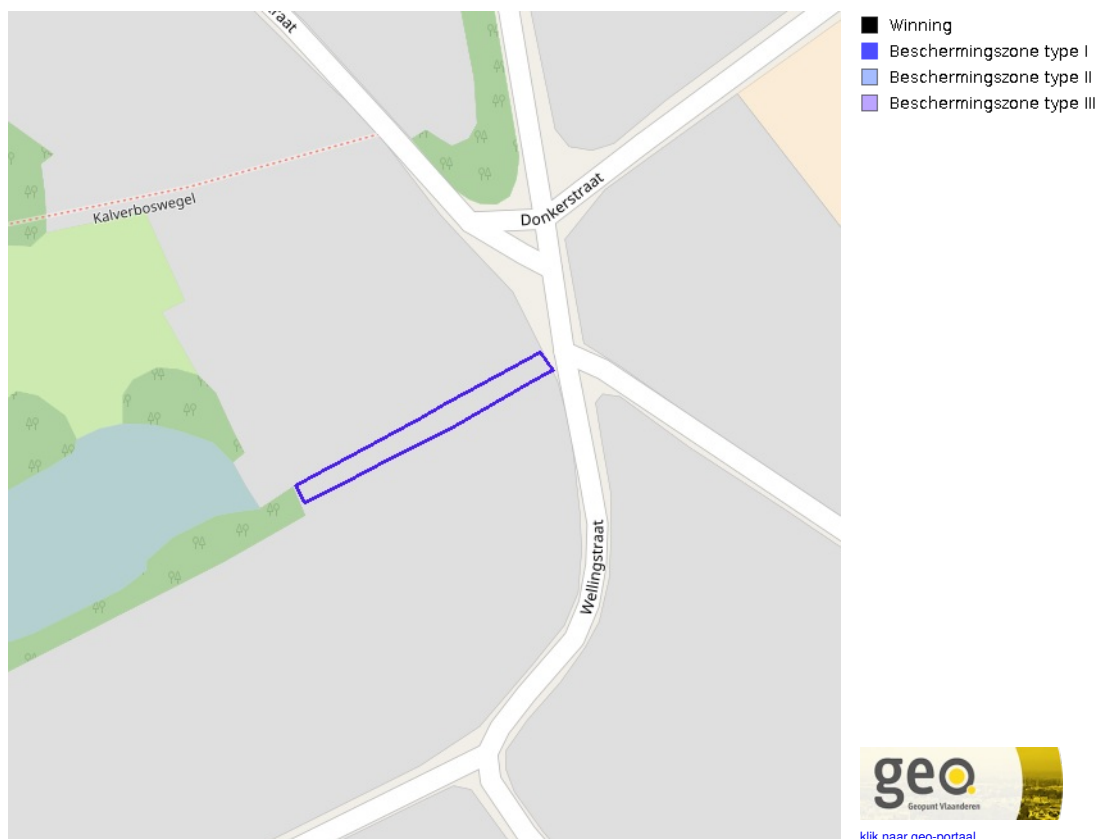 straat
Kalverboswegel
Donkerstraat
Wellingstraat
Winning
Beschermingszone type I
Beschermingszone type II
Beschermingszone type III
geo
Geopunt Vlaanderen
klik naar geo-portaal